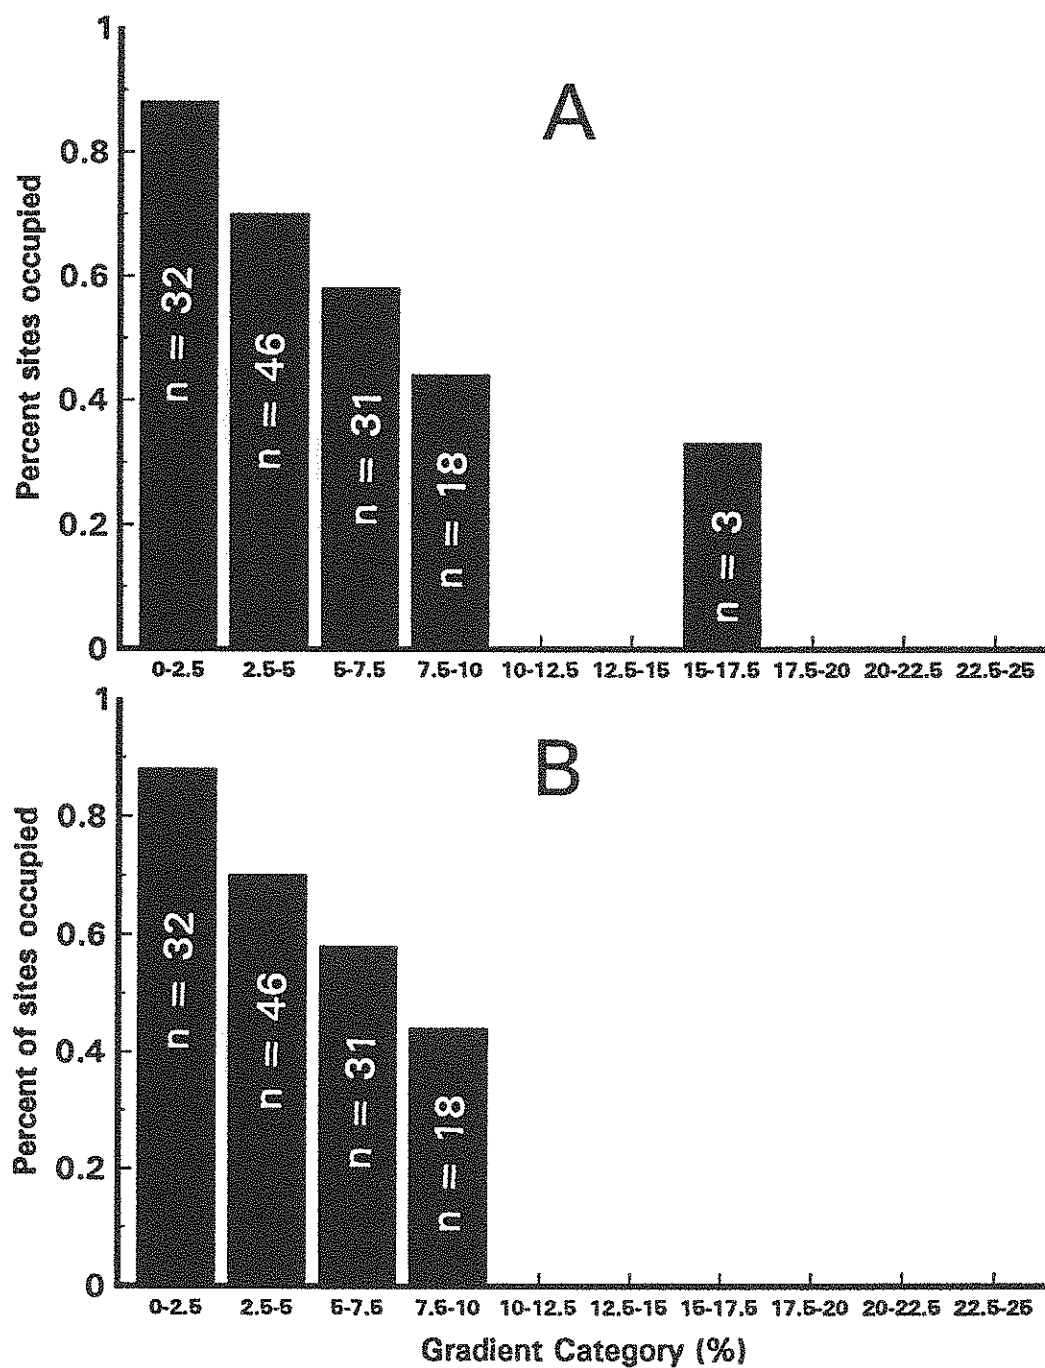 A
Percent sites occupied
1
0.8
0.6
0.4
0.2
0
n = 32
n = 46
n = 31
n = 18
n = 3
0-2.5 2.5-5 5-7.5 7.5-10 10-12.5 12.5-15 15-17.5 17.5-20 20-22.5 22.5-25
B
Percent of sites occupied
1
0.8
0.6
0.4
0.2
0
n = 32
n = 46
n = 31
n = 18
0-2.5 2.5-5 5-7.5 7.5-10 10-12.5 12.5-15 15-17.5 17.5-20 20-22.5 22.5-25
Gradient Category (%)